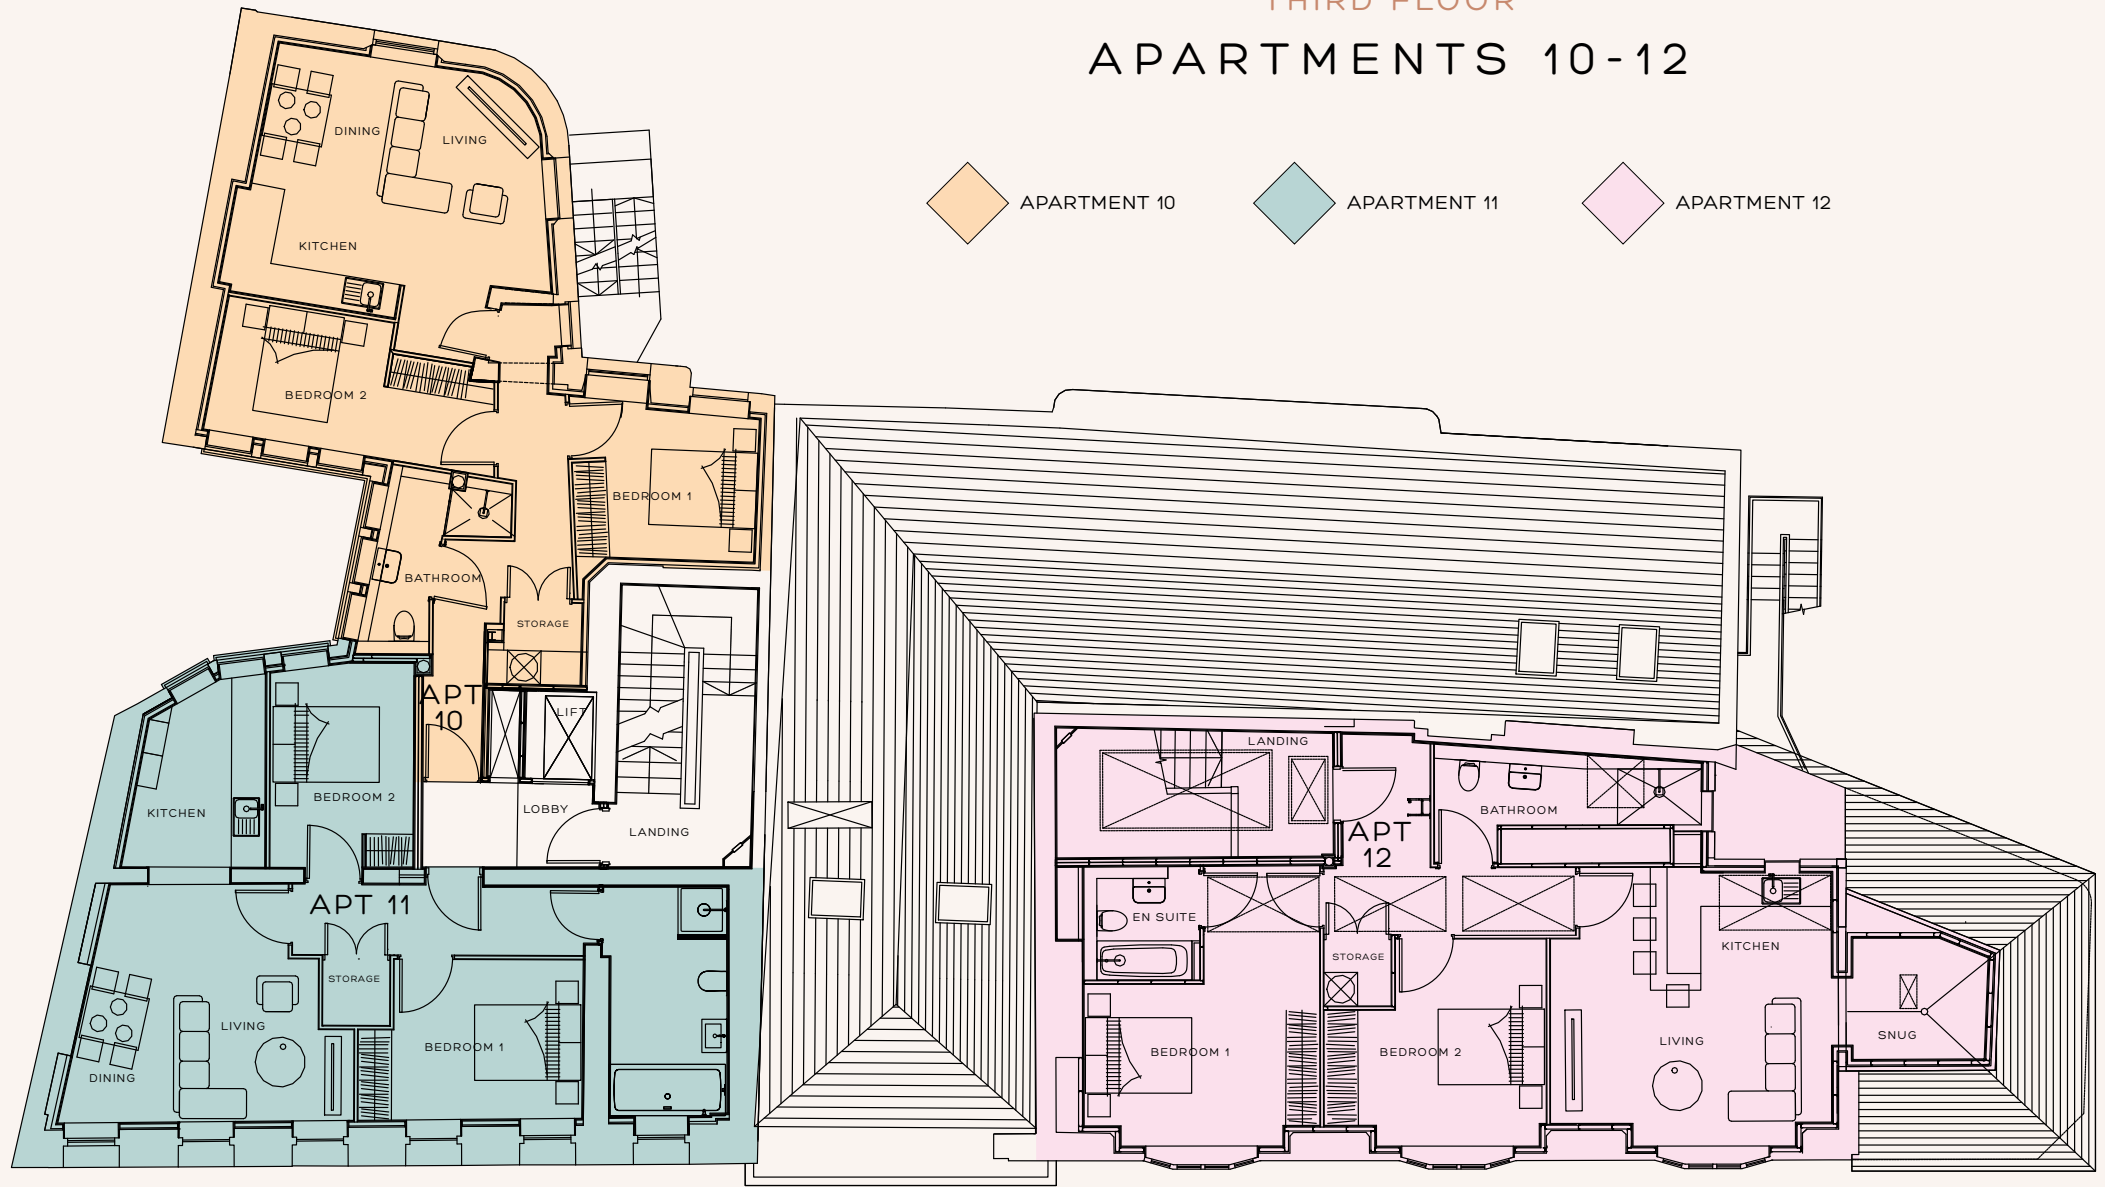 THIRD FLOOR
APARTMENTS 10-12
APARTMENT 10
APARTMENT 11
APARTMENT 12
DINING
LIVING
KITCHEN
BEDROOM 2
BEDROOM 1
BATHROOM
STORAGE
APT
10
LIFT
LOBBY
LANDING
KITCHEN
BEDROOM 2
APT 11
STORAGE
LIVING
DINING
BEDROOM 1
LANDING
APT
12
BATHROOM
EN SUITE
STORAGE
KITCHEN
BEDROOM 1
BEDROOM 2
LIVING
SNUG